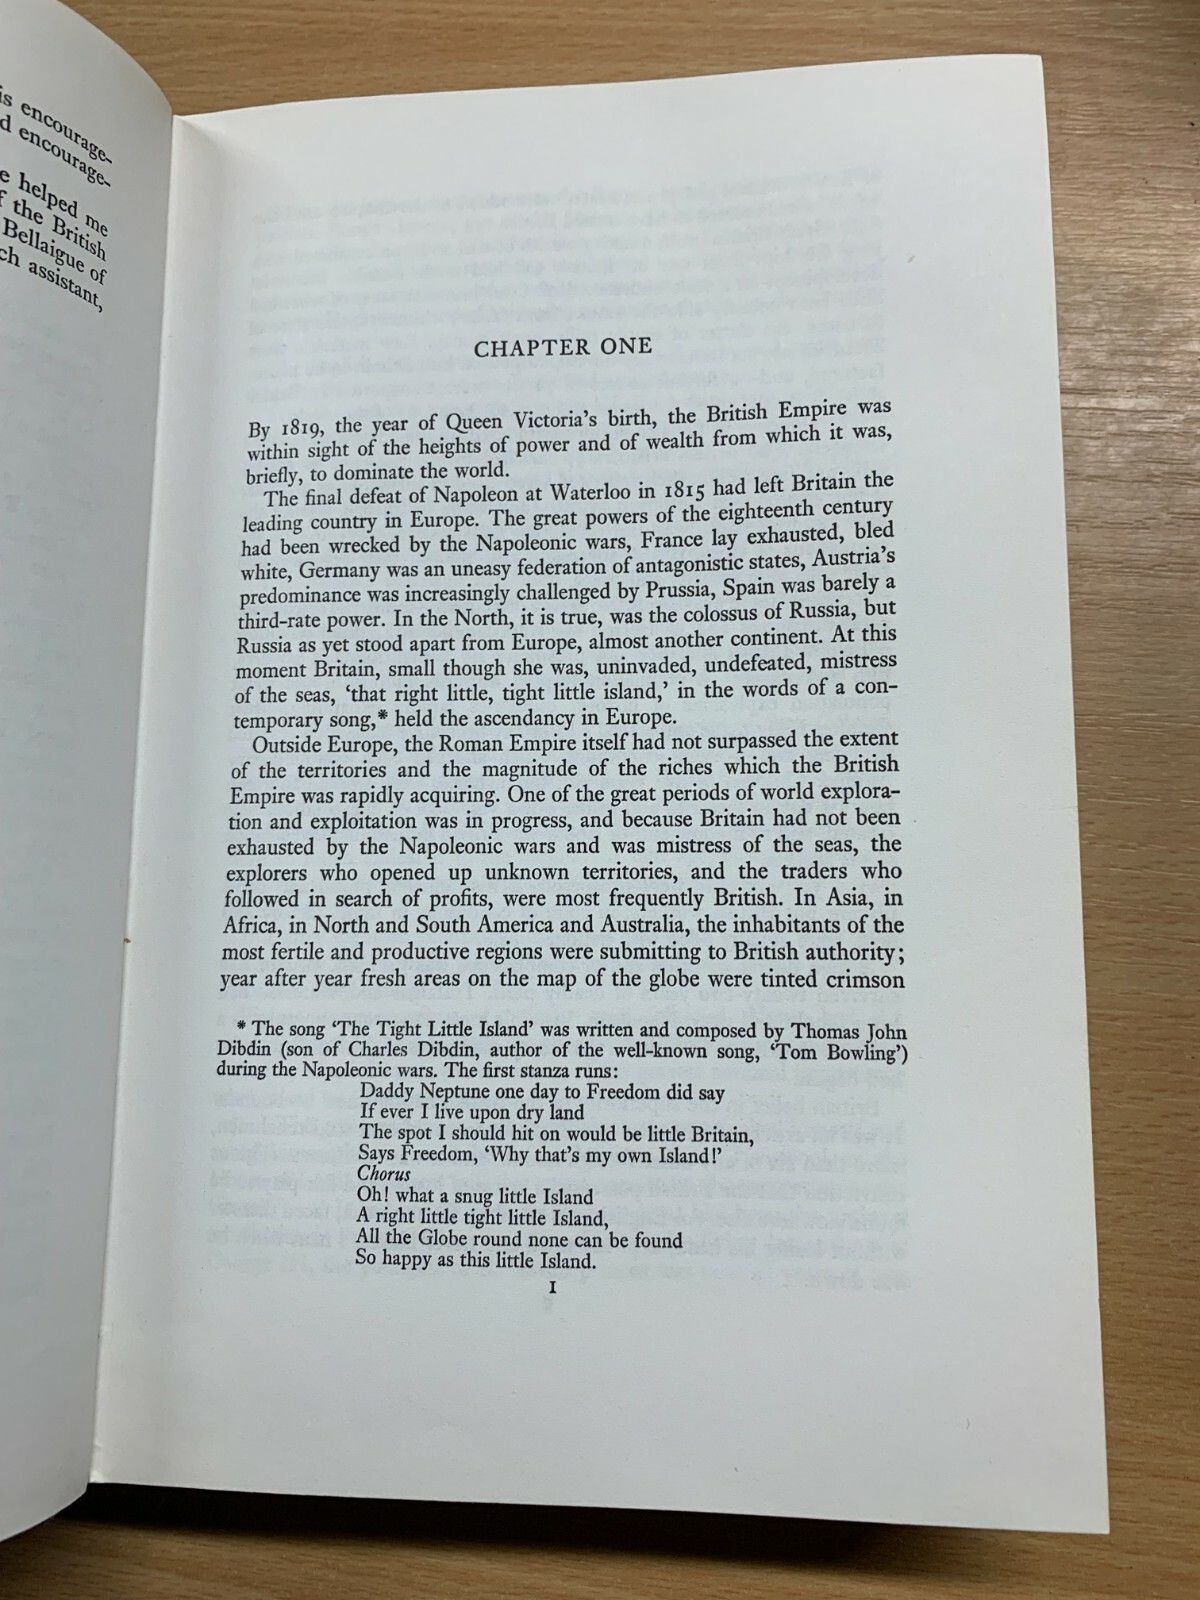 is encourage-
d encourage-
e helped me
f the British
Bellaigue of
ch assistant,
CHAPTER ONE
By 1819, the year of Queen Victoria's birth, the British Empire was
within sight of the heights of power and of wealth from which it was,
briefly, to dominate the world.
The final defeat of Napoleon at Waterloo in 1815 had left Britain the
leading country in Europe. The great powers of the eighteenth century
had been wrecked by the Napoleonic wars, France lay exhausted, bled
white, Germany was an uneasy federation of antagonistic states, Austria's
predominance was increasingly challenged by Prussia, Spain was barely a
third-rate power. In the North, it is true, was the colossus of Russia, but
Russia as yet stood apart from Europe, almost another continent. At this
moment Britain, small though she was, uninvaded, undefeated, mistress
of the seas, 'that right little, tight little island,' in the words of a con-
temporary song,* held the ascendancy in Europe.
Outside Europe, the Roman Empire itself had not surpassed the extent
of the territories and the magnitude of the riches which the British
Empire was rapidly acquiring. One of the great periods of world explora-
tion and exploitation was in progress, and because Britain had not been
exhausted by the Napoleonic wars and was mistress of the seas, the
explorers who opened up unknown territories, and the traders who
followed in search of profits, were most frequently British. In Asia, in
Africa, in North and South America and Australia, the inhabitants of the
most fertile and productive regions were submitting to British authority;
year after year fresh areas on the map of the globe were tinted crimson
* The song 'The Tight Little Island' was written and composed by Thomas John
Dibdin (son of Charles Dibdin, author of the well-known song, 'Tom Bowling')
during the Napoleonic wars. The first stanza runs:
Daddy Neptune one day to Freedom did say
If ever I live upon dry land
The spot I should hit on would be little Britain,
Says Freedom, 'Why that's my own Island!'
Chorus
Oh! what a snug little Island
A right little tight little Island,
All the Globe round none can be found
So happy as this little Island.
1